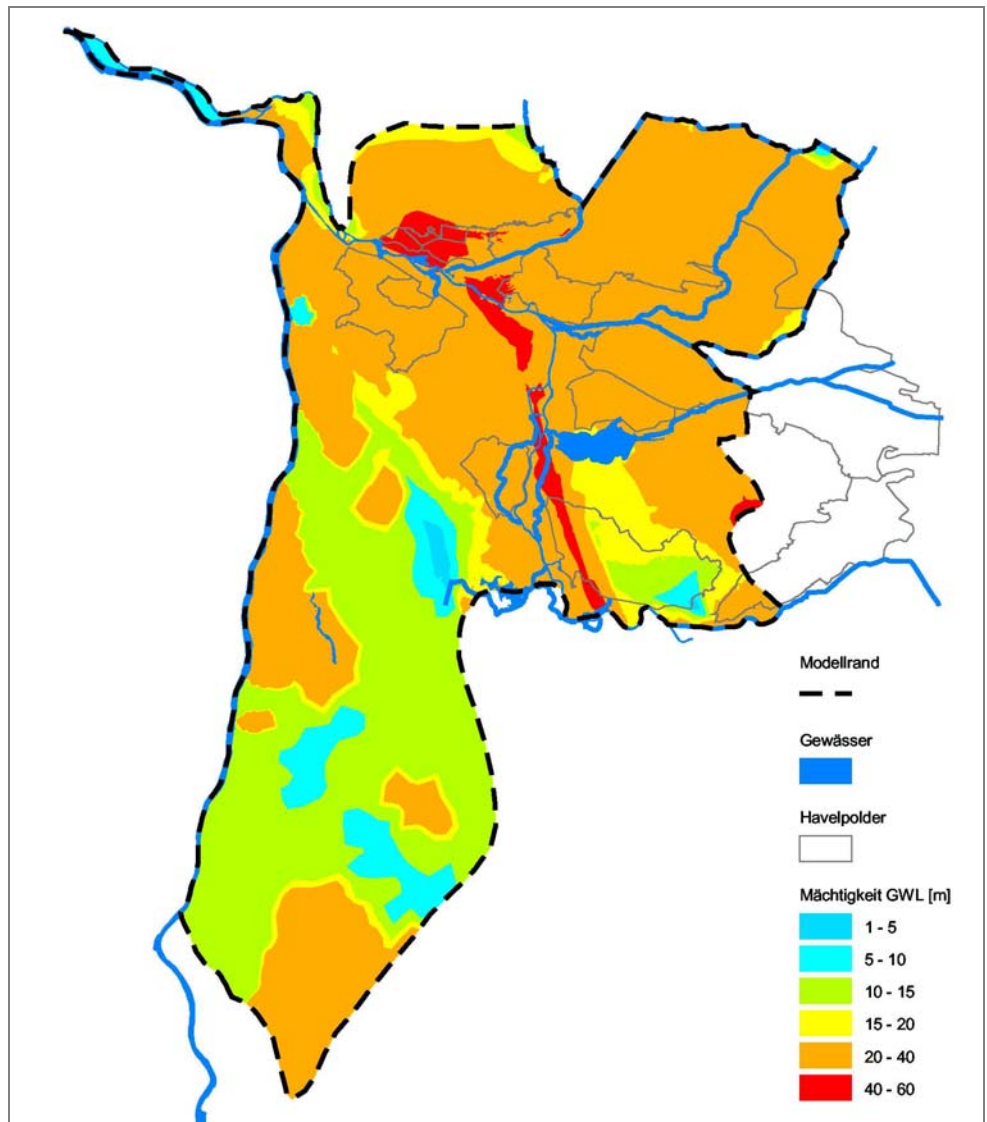 Modellrand
Gewässer
Havelpolder
Mächtigkeit GWL [m]
1 - 5
5 - 10
10 - 15
15 - 20
20 - 40
40 - 60